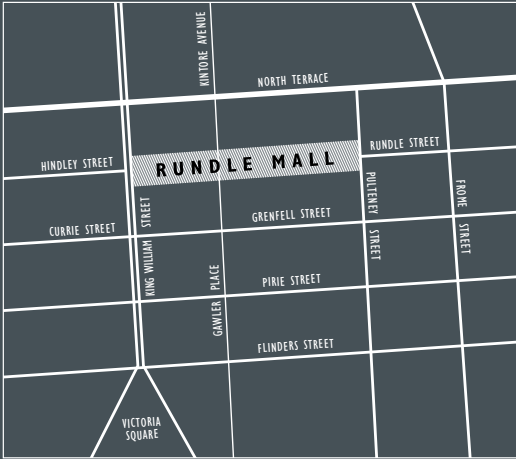 KINTORE AVENUE
NORTH TERRACE
HINDLEY STREET
RUNDLE MALL
RUNDLE STREET
CURRIE STREET
KING WILLIAM STREET
GRENFELL STREET
PULTENEY STREET
FROME STREET
GAWLER PLACE
PIRIE STREET
FLINDERS STREET
VICTORIA
SQUARE